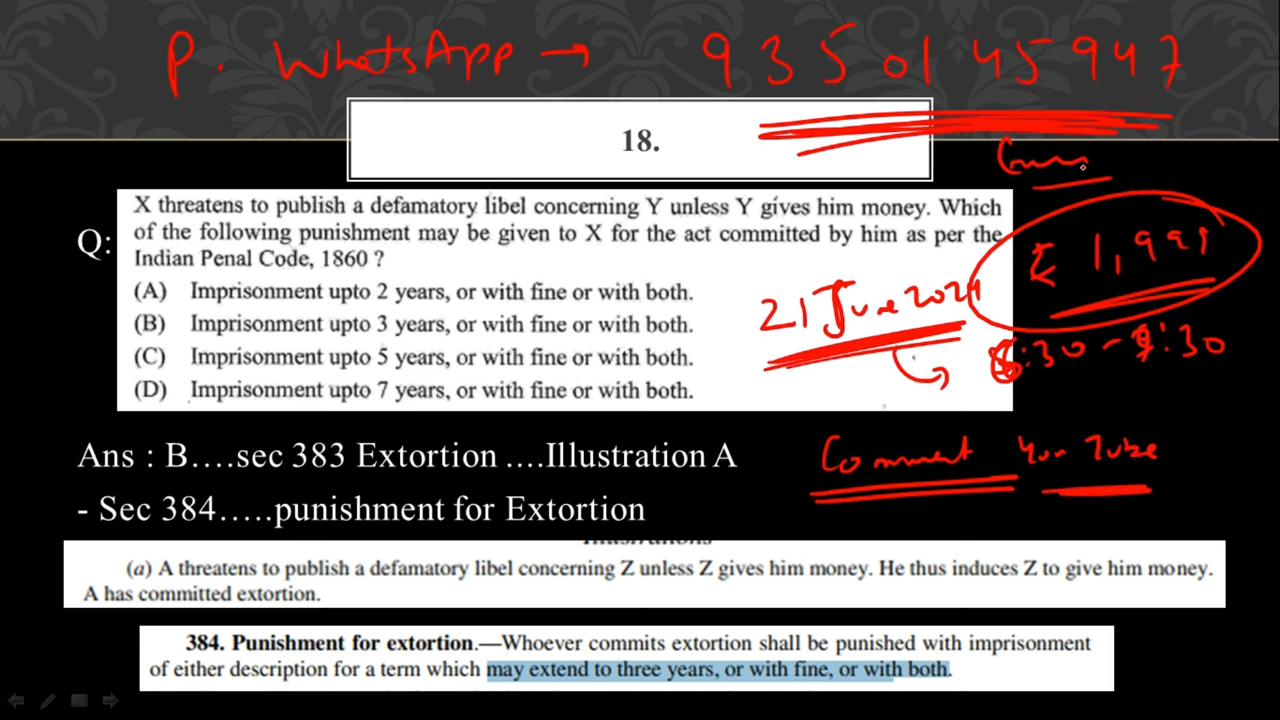 P. WhatsApp → 9350145947
18.
₹ 1,999
Q:
X threatens to publish a defamatory libel concerning Y unless Y gives him money. Which
of the following punishment may be given to X for the act committed by him as per the
Indian Penal Code, 1860 ?
(A) Imprisonment upto 2 years, or with fine or with both.
(B) Imprisonment upto 3 years, or with fine or with both.
(C) Imprisonment upto 5 years, or with fine or with both.
(D) Imprisonment upto 7 years, or with fine or with both.
21 June 2024
:30 - :30
Ans : B….sec 383 Extortion ….Illustration A
Comment YouTube
- Sec 384…..punishment for Extortion
Illustrations
(a) A threatens to publish a defamatory libel concerning Z unless Z gives him money. He thus induces Z to give him money.
A has committed extortion.
384. Punishment for extortion.—Whoever commits extortion shall be punished with imprisonment
of either description for a term which may extend to three years, or with fine, or with both.